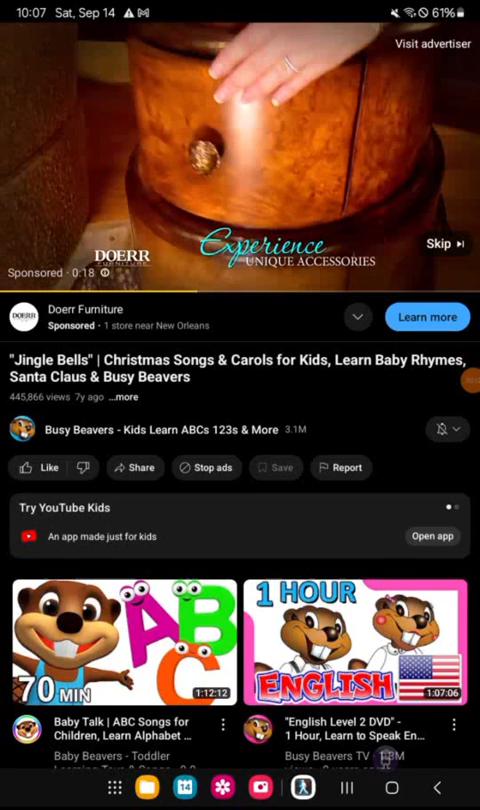 10:07 Sat, Sep 14
61%
Visit advertiser
Experience
DOERR
FURNITURE
UNIQUE ACCESSORIES
Skip
Sponsored · 0:18
DOERR
Doerr Furniture
Sponsored · 1 store near New Orleans
Learn more
"Jingle Bells" | Christmas Songs & Carols for Kids, Learn Baby Rhymes,
Santa Claus & Busy Beavers
445,866 views 7y ago ...more
Busy Beavers - Kids Learn ABCs 123s & More 3.1M
Like
Share
Stop ads
Save
Report
Try YouTube Kids
An app made just for kids
Open app
ABC
70 MIN
1:12:12
1 HOUR
ENGLISH
1:07:06
Baby Talk | ABC Songs for
Children, Learn Alphabet ...
Baby Beavers - Toddler
"English Level 2 DVD" -
1 Hour, Learn to Speak En...
Busy Beavers TV
14